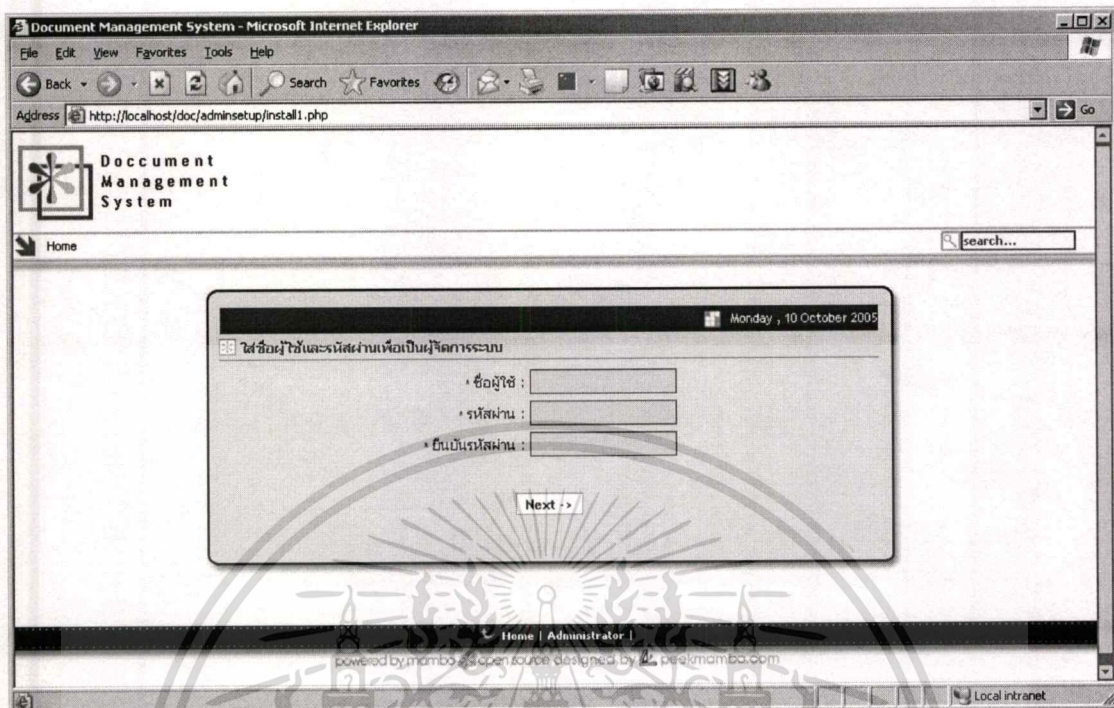 Document Management System - Microsoft Internet Explorer
File Edit View Favorites Tools Help
Back Search Favorites
Address http://localhost/doc/adminsetup/install1.php Go
Doccument
Management
System
Home search...
Monday , 10 October 2005
ใส่ชื่อผู้ใช้และรหัสผ่านเพื่อเป็นผู้จัดการระบบ
* ชื่อผู้ใช้ :
* รหัสผ่าน :
* ยืนยันรหัสผ่าน :
Next ->
Home | Administrator |
powered by mambo open source designed by peekmamba.com
Local intranet